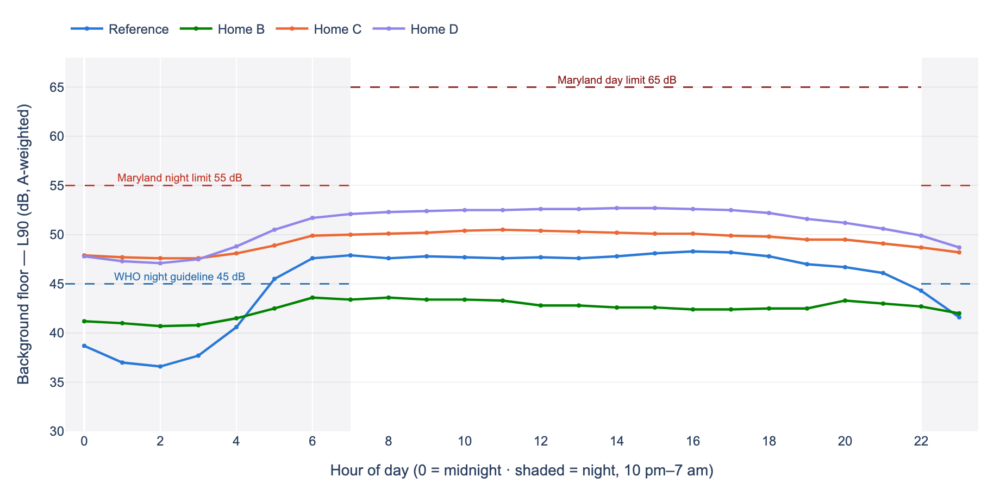 Reference Home B Home C Home D
Maryland day limit 65 dB
Maryland night limit 55 dB
WHO night guideline 45 dB
Background floor — L90 (dB, A-weighted)
65
60
55
50
45
40
35
30
0 2 4 6 8 10 12 14 16 18 20 22
Hour of day (0 = midnight · shaded = night, 10 pm–7 am)